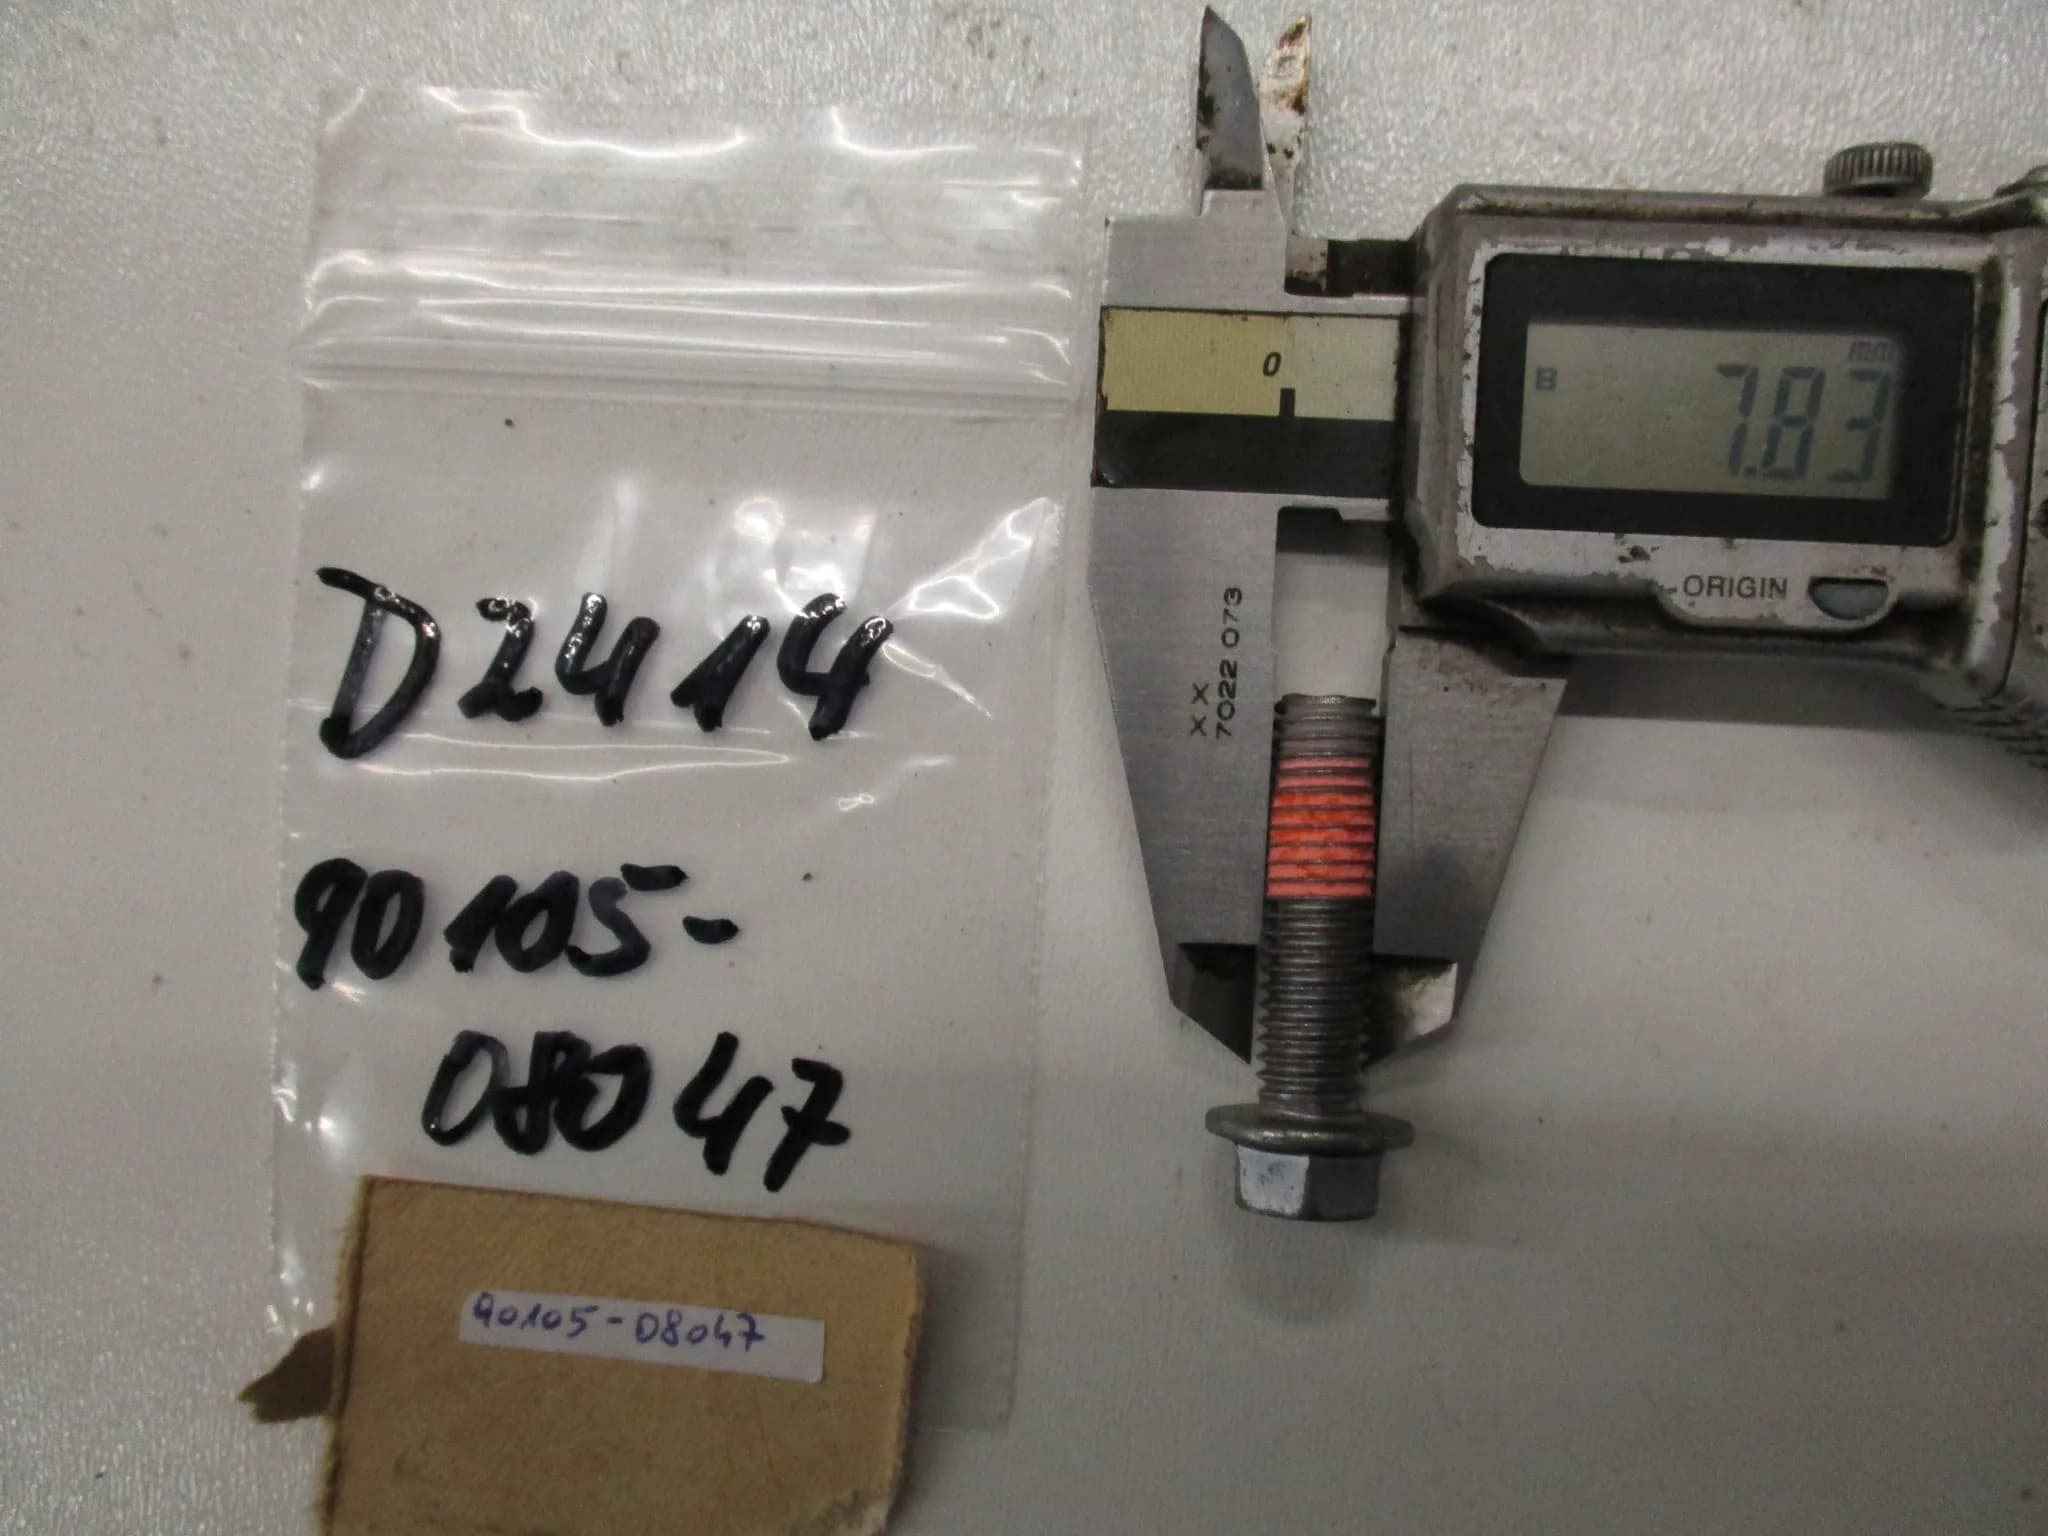 D2414
90105-
08047
90105-08047
0
B
mm
7.83
ORIGIN
XX
7022 073